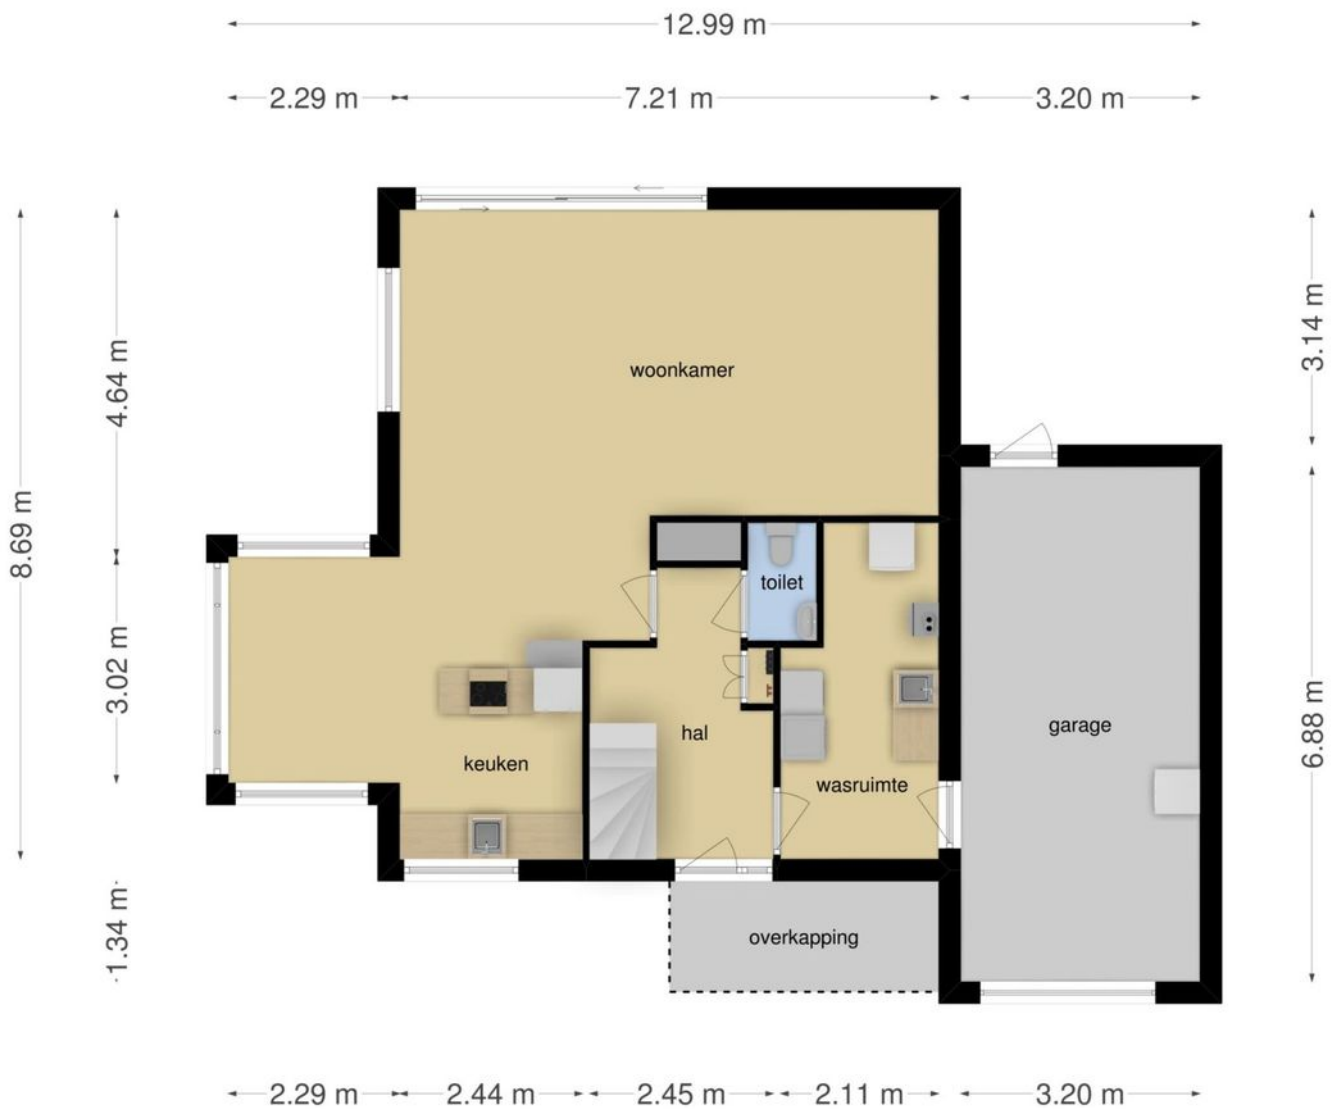 12.99 m
2.29 m
7.21 m
3.20 m
8.69 m
4.64 m
3.02 m
1.34 m
3.14 m
6.88 m
woonkamer
toilet
hal
keuken
wasruimte
garage
overkapping
2.29 m
2.44 m
2.45 m
2.11 m
3.20 m